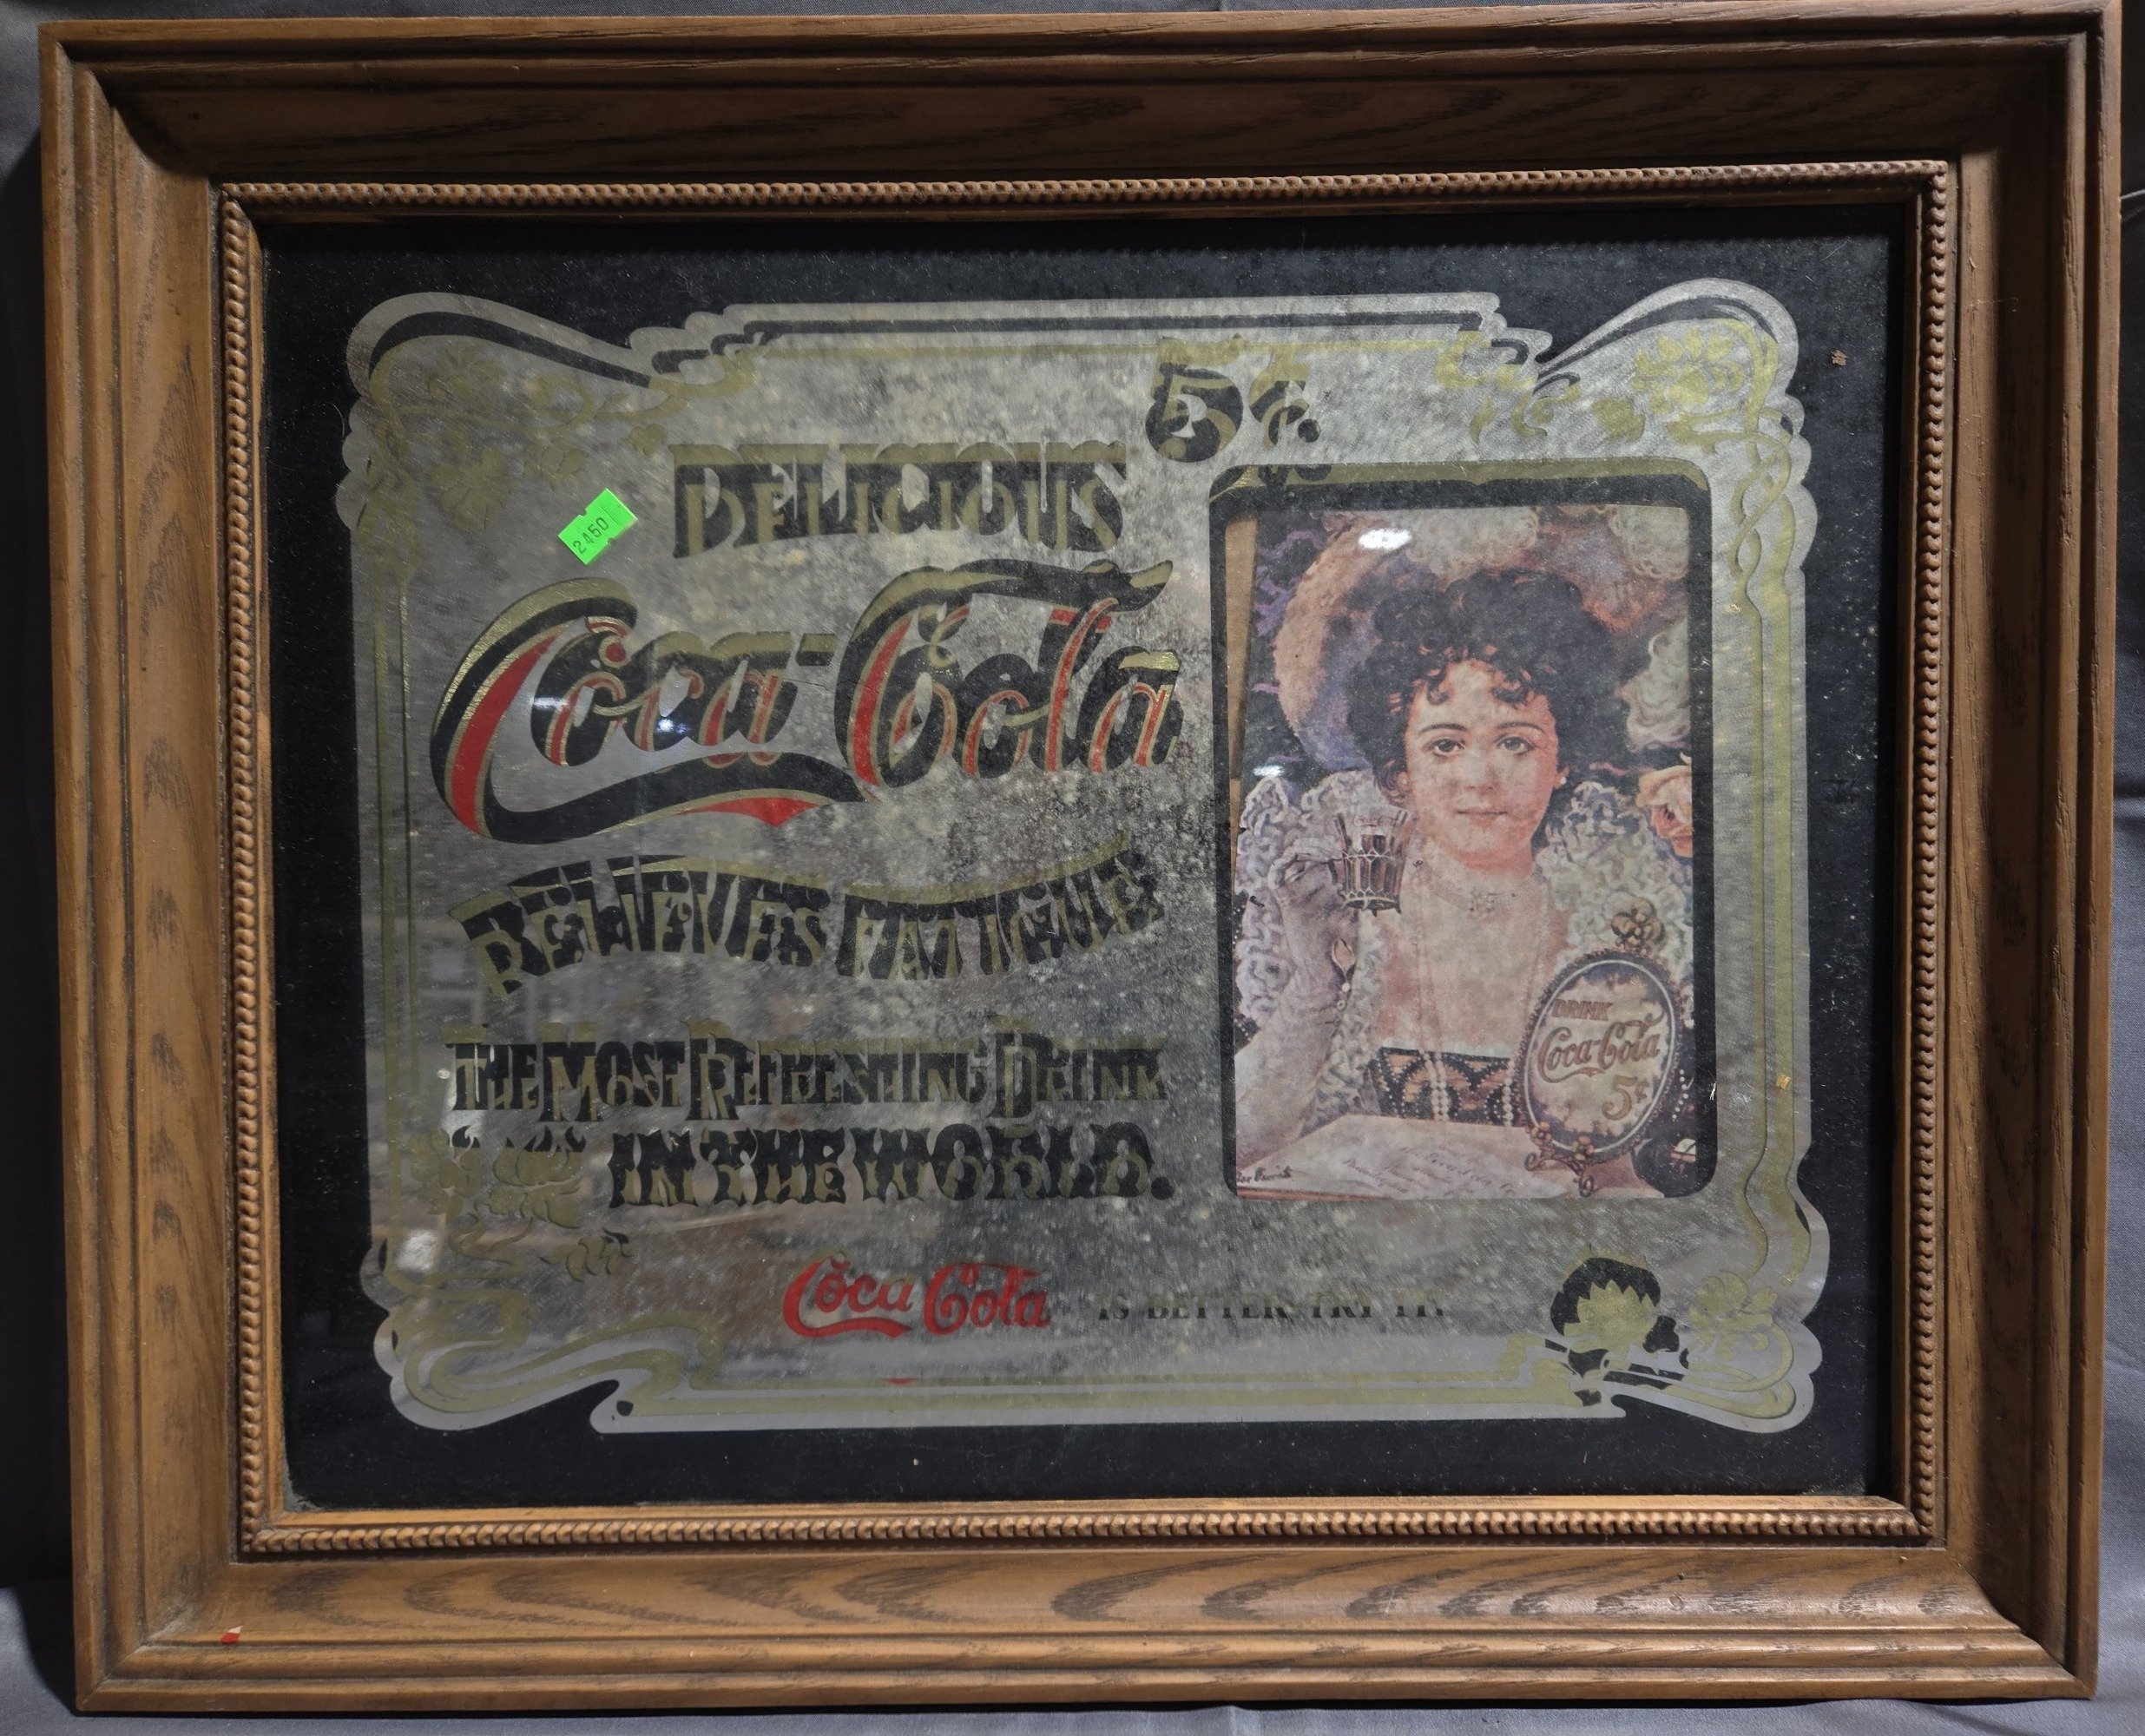 5¢
DELICIOUS
2450
Coca-Cola
RELIEVES FATIGUE
THE MOST REFRESHING DRINK
IN THE WORLD.
DRINK
Coca-Cola
5¢
Coca Cola IS BETTER. TRY IT!